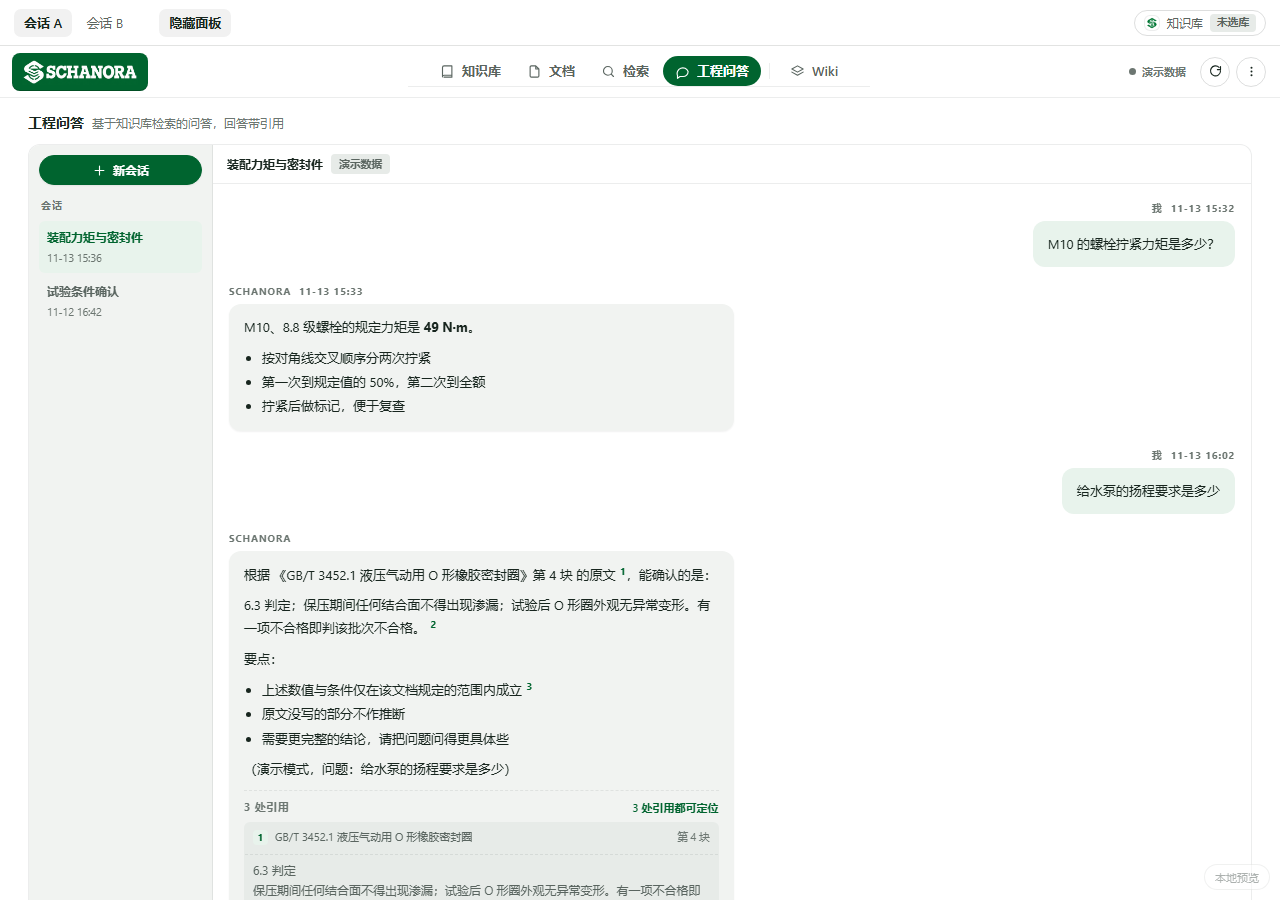 会话 A
会话 B
隐藏面板
知识库
未选库
SCHANORA
知识库
文档
检索
工程问答
Wiki
演示数据
工程问答
基于知识库检索的问答，回答带引用
新会话
会话
装配力矩与密封件
11-13 15:36
试验条件确认
11-12 16:42
装配力矩与密封件
演示数据
我 11-13 15:32
M10 的螺栓拧紧力矩是多少？
SCHANORA 11-13 15:33
M10、8.8 级螺栓的规定力矩是 49 N·m。
按对角线交叉顺序分两次拧紧
第一次到规定值的 50%，第二次到全额
拧紧后做标记，便于复查
我 11-13 16:02
给水泵的扬程要求是多少
SCHANORA
根据 《GB/T 3452.1 液压气动用 O 形橡胶密封圈》第 4 块 的原文 1，能确认的是：
6.3 判定；保压期间任何结合面不得出现渗漏；试验后 O 形圈外观无异常变形。有
一项不合格即判该批次不合格。 2
要点：
上述数值与条件仅在该文档规定的范围内成立 3
原文没写的部分不作推断
需要更完整的结论，请把问题问得更具体些
（演示模式，问题：给水泵的扬程要求是多少）
3 处引用
3 处引用都可定位
1 GB/T 3452.1 液压气动用 O 形橡胶密封圈
第 4 块
6.3 判定
保压期间任何结合面不得出现渗漏；试验后 O 形圈外观无异常变形。有一项不合格即
本地预览